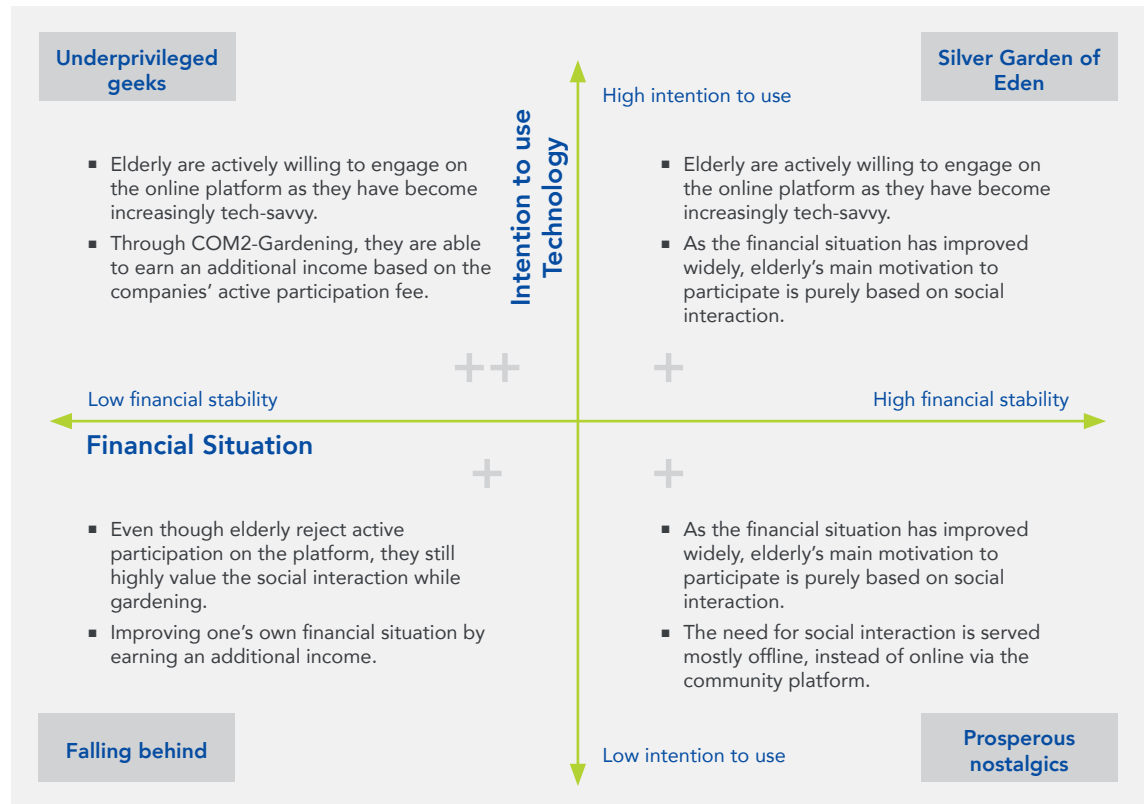 Underprivileged
geeks
Silver Garden of
Eden
High intention to use
Intention to use
Technology
▪ Elderly are actively willing to engage on
the online platform as they have become
increasingly tech-savvy.
▪ Through COM2-Gardening, they are able
to earn an additional income based on the
companies’ active participation fee.
▪ Elderly are actively willing to engage on
the online platform as they have become
increasingly tech-savvy.
▪ As the financial situation has improved
widely, elderly’s main motivation to
participate is purely based on social
interaction.
++
+
Low financial stability
High financial stability
Financial Situation
+
+
▪ Even though elderly reject active
participation on the platform, they still
highly value the social interaction while
gardening.
▪ Improving one’s own financial situation by
earning an additional income.
▪ As the financial situation has improved
widely, elderly’s main motivation to
participate is purely based on social
interaction.
▪ The need for social interaction is served
mostly offline, instead of online via the
community platform.
Falling behind
Low intention to use
Prosperous
nostalgics